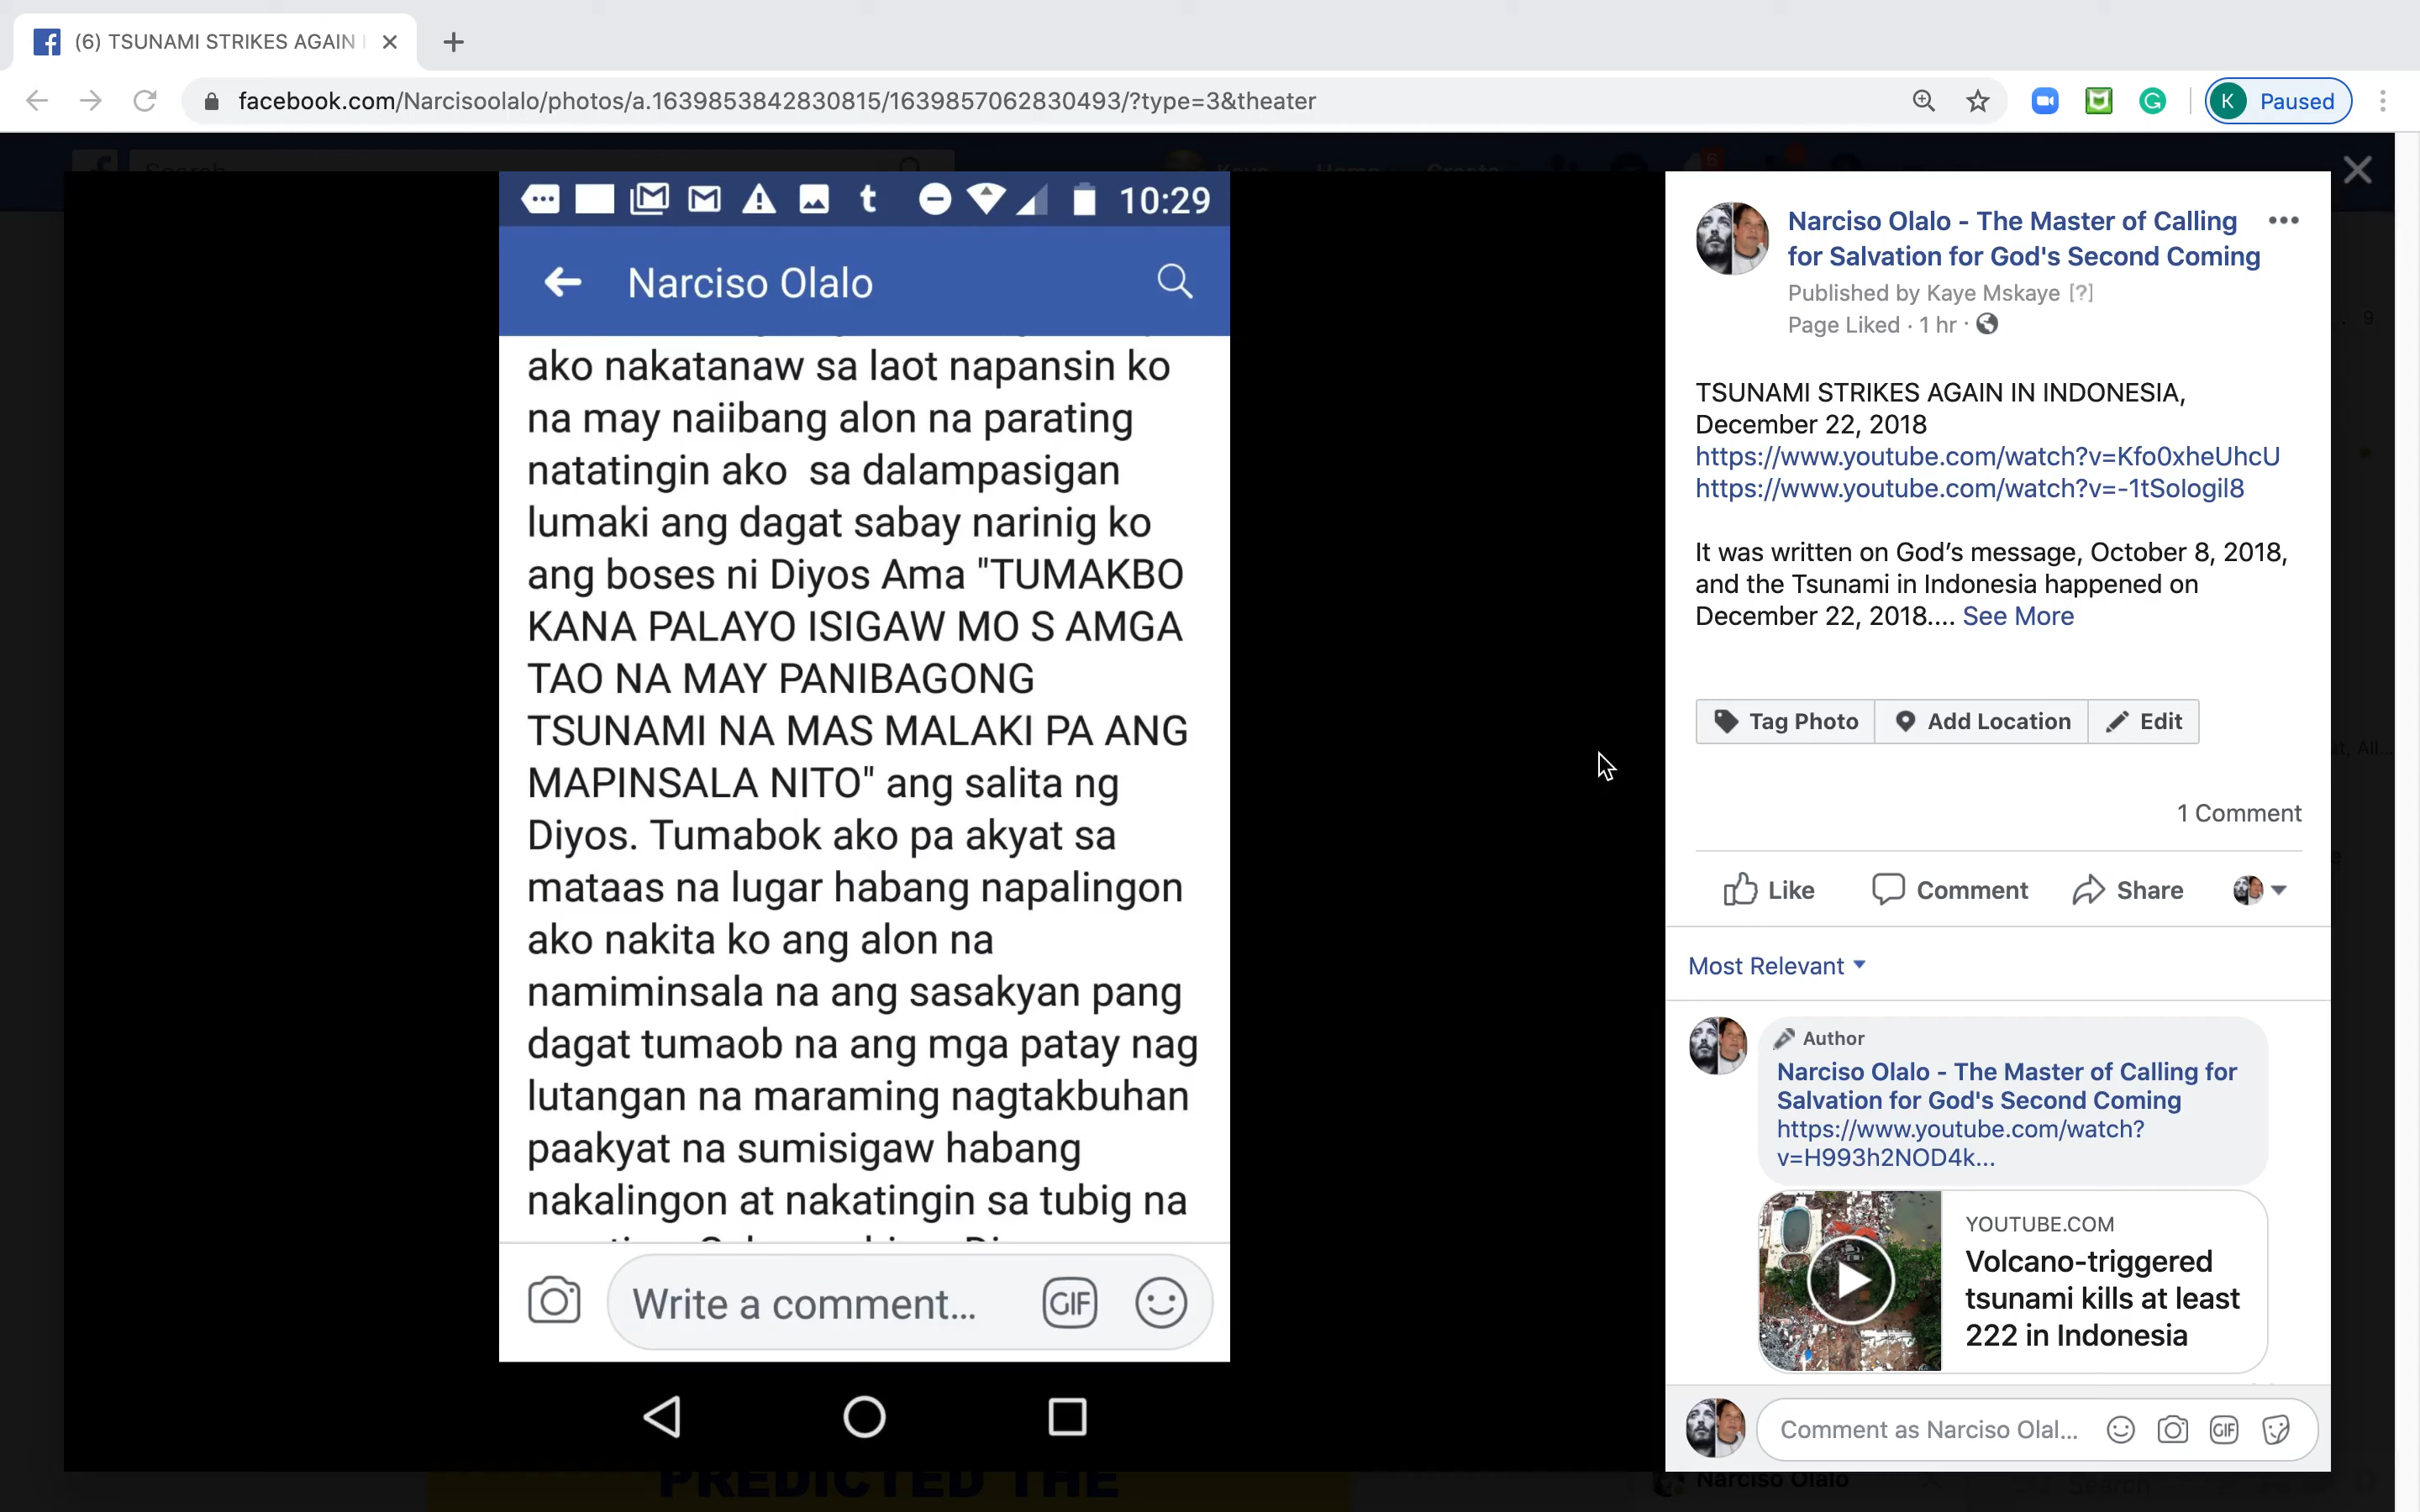 (6) TSUNAMI STRIKES AGAIN
facebook.com/Narcisoolalo/photos/a.1639853842830815/1639857062830493/?type=3&theater
K Paused
10:29
Narciso Olalo
ako nakatanaw sa laot napansin ko
na may naiibang alon na parating
natatingin ako sa dalampasigan
lumaki ang dagat sabay narinig ko
ang boses ni Diyos Ama "TUMAKBO
KANA PALAYO ISIGAW MO S AMGA
TAO NA MAY PANIBAGONG
TSUNAMI NA MAS MALAKI PA ANG
MAPINSALA NITO" ang salita ng
Diyos. Tumabok ako pa akyat sa
mataas na lugar habang napalingon
ako nakita ko ang alon na
namiminsala na ang sasakyan pang
dagat tumaob na ang mga patay nag
lutangan na maraming nagtakbuhan
paakyat na sumisigaw habang
nakalingon at nakatingin sa tubig na
Write a comment...
GIF
Narciso Olalo - The Master of Calling
for Salvation for God's Second Coming
Published by Kaye Mskaye [?]
Page Liked · 1 hr ·
TSUNAMI STRIKES AGAIN IN INDONESIA,
December 22, 2018
https://www.youtube.com/watch?v=Kfo0xheUhcU
https://www.youtube.com/watch?v=-1tSologil8
It was written on God's message, October 8, 2018,
and the Tsunami in Indonesia happened on
December 22, 2018.... See More
Tag Photo Add Location Edit
1 Comment
Like Comment Share
Most Relevant
Author
Narciso Olalo - The Master of Calling for
Salvation for God's Second Coming
https://www.youtube.com/watch?
v=H993h2NOD4k...
YOUTUBE.COM
Volcano-triggered
tsunami kills at least
222 in Indonesia
Comment as Narciso Olal...
GIF
PREDICTED THE
Narciso Olalo
Search